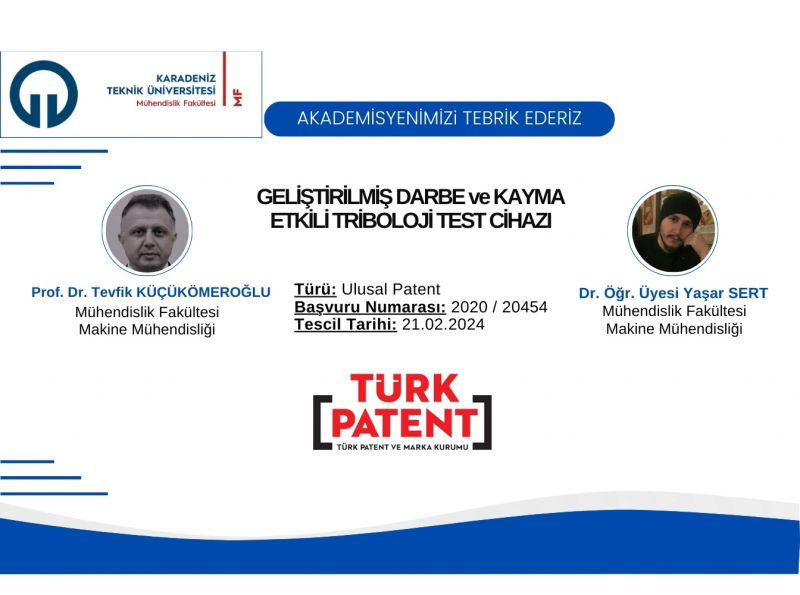 KARADENİZ
TEKNİK ÜNİVERSİTESİ
Mühendislik Fakültesi
MF
AKADEMİSYENİMİZi TEBRİK EDERİZ
GELİŞTİRİLMİŞ DARBE ve KAYMA
ETKİLİ TRİBOLOJİ TEST CİHAZI
Prof. Dr. Tevfik KÜÇÜKÖMEROĞLU
Mühendislik Fakültesi
Makine Mühendisliği
Türü: Ulusal Patent
Başvuru Numarası: 2020 / 20454
Tescil Tarihi: 21.02.2024
Dr. Öğr. Üyesi Yaşar SERT
Mühendislik Fakültesi
Makine Mühendisliği
TÜRK
PATENT
TÜRK PATENT VE MARKA KURUMU